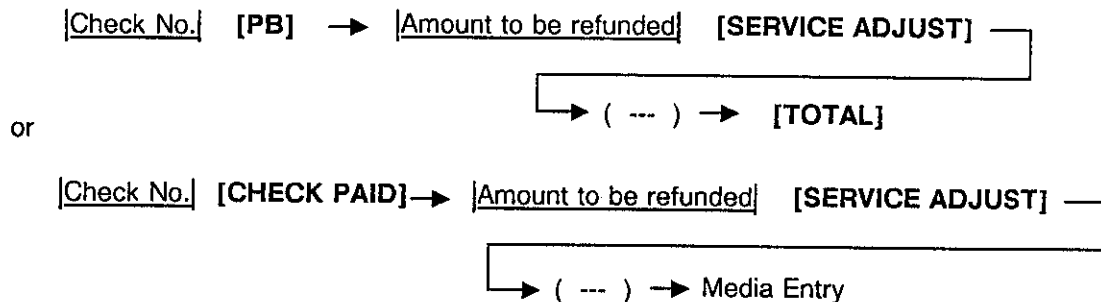 Check No. [PB] → Amount to be refunded [SERVICE ADJUST]
( --- ) → [TOTAL]
or
Check No. [CHECK PAID] → Amount to be refunded [SERVICE ADJUST]
( --- ) → Media Entry